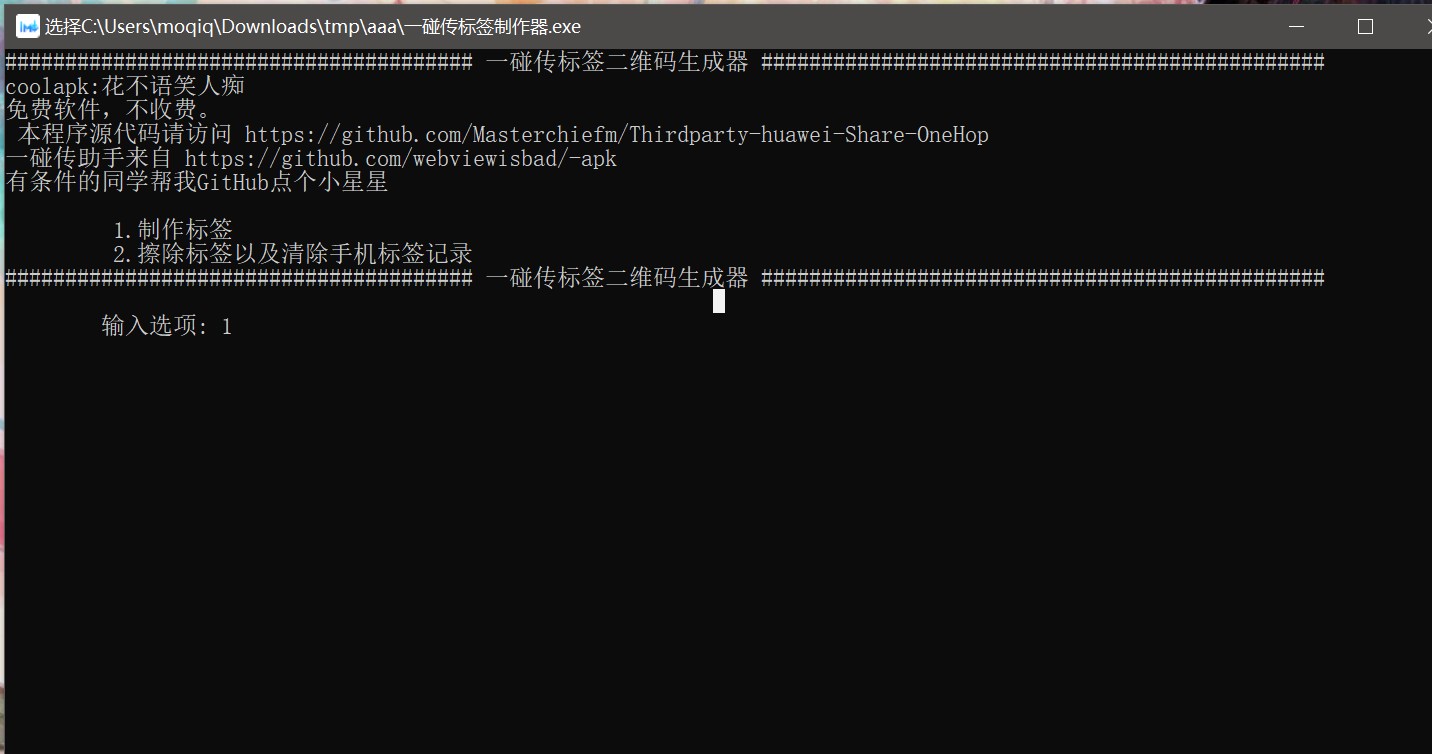 选择C:\Users\moqiq\Downloads\tmp\aaa\一碰传标签制作器.exe
####################################### 一碰传标签二维码生成器 ###############################################
coolapk:花不语笑人痴
免费软件，不收费。
本程序源代码请访问 https://github.com/Masterchiefm/Thirdparty-huawei-Share-OneHop
一碰传助手来自 https://github.com/webviewisbad/-apk
有条件的同学帮我GitHub点个小星星
1.制作标签
2.擦除标签以及清除手机标签记录
####################################### 一碰传标签二维码生成器 ###############################################
输入选项: 1